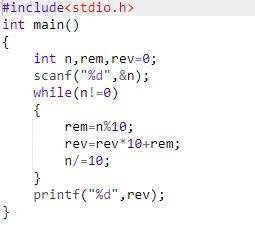 #include<stdio.h>
int main()
{
    int n,rem,rev=0;
    scanf("%d",&n);
    while(n!=0)
    {
        rem=n%10;
        rev=rev*10+rem;
        n/=10;
    }
    printf("%d",rev);
}